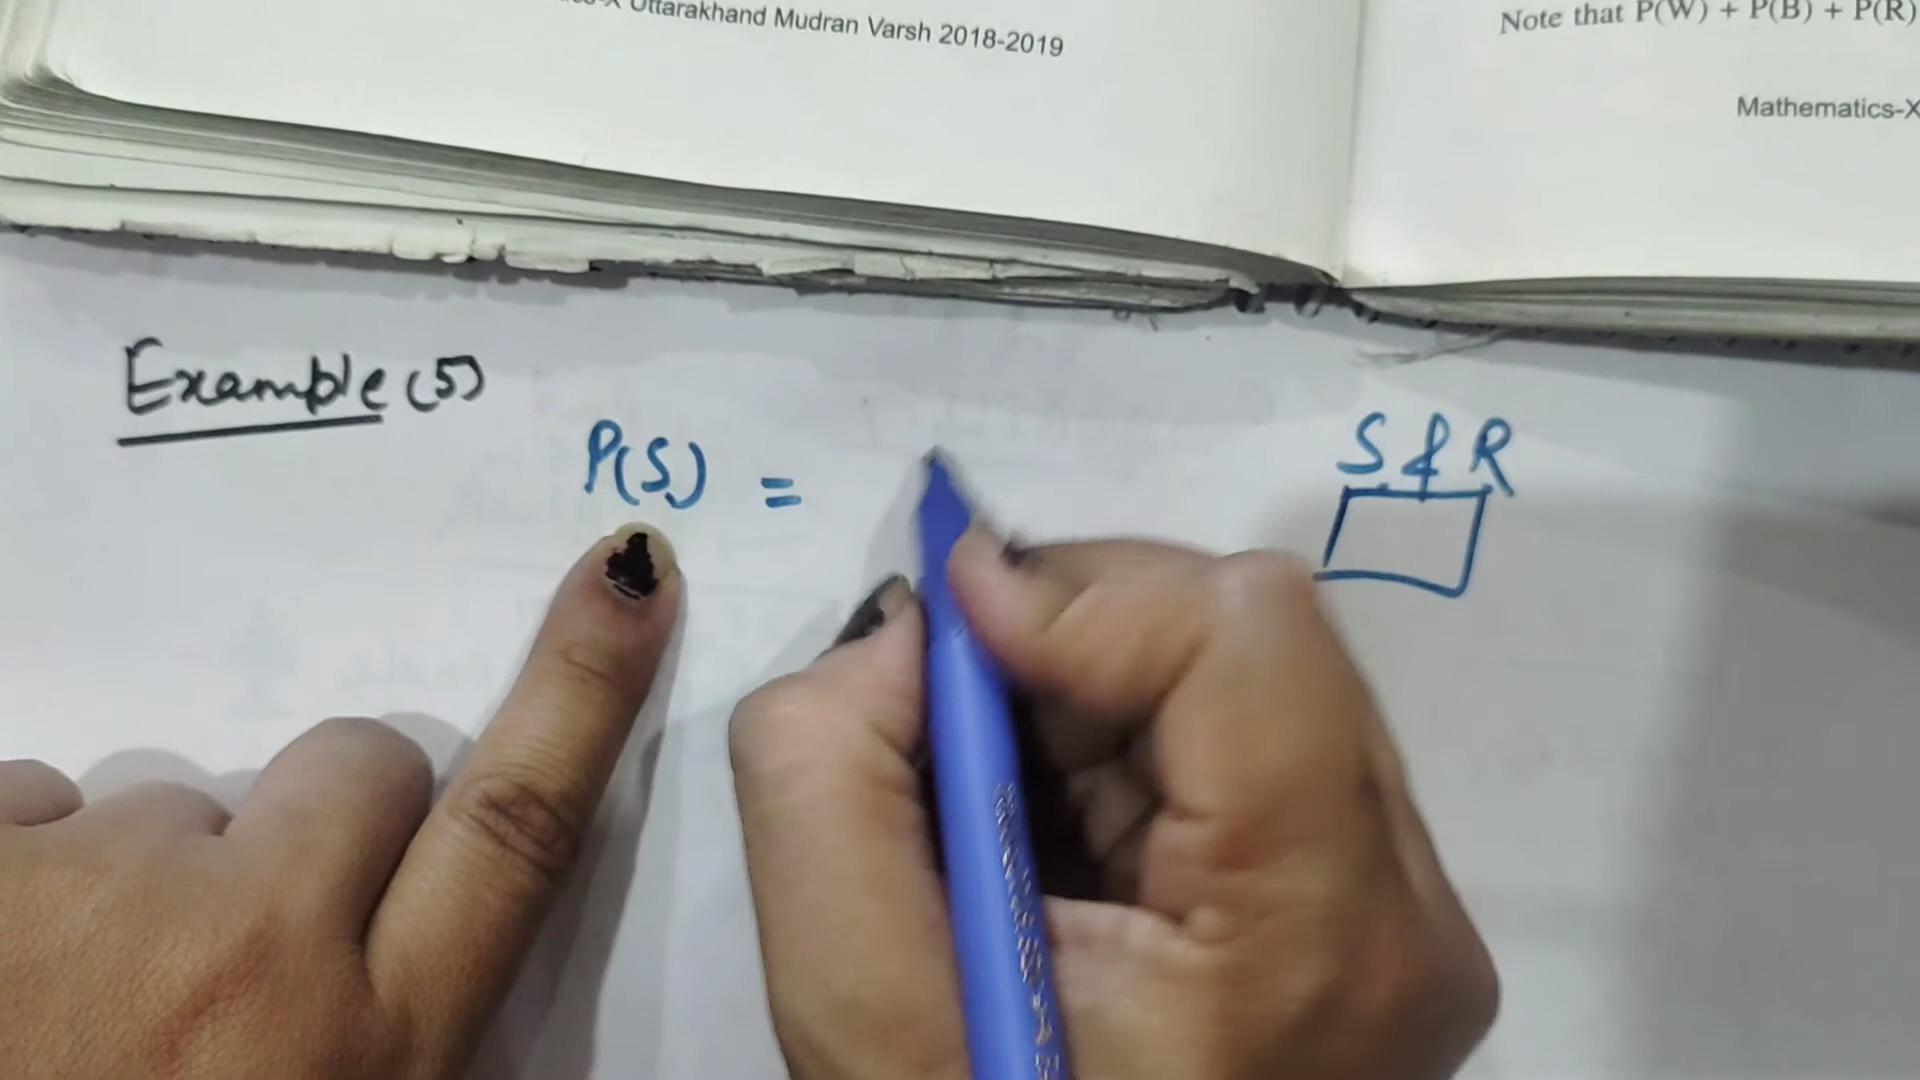 Uttarakhand Mudran Varsh 2018-2019
Note that P(W) + P(B) + P(R)
Mathematics-X
Example (5)
P(S) =
S & R